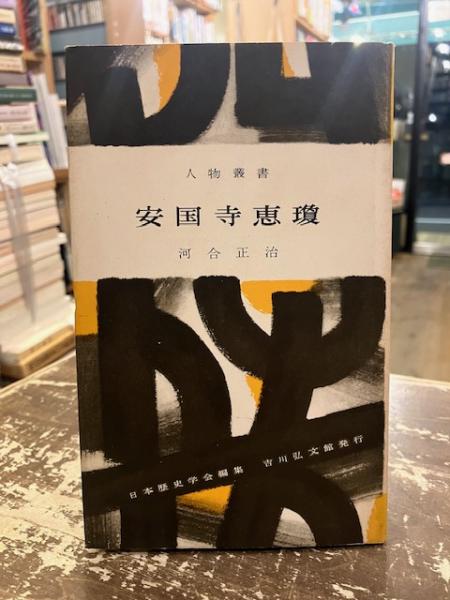 人物叢書
安国寺恵瓊
河合正治
日本歴史学会編集 吉川弘文館発行